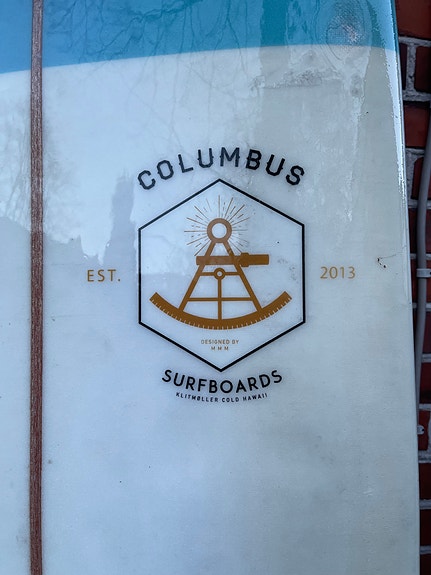 COLUMBUS
EST. 2013
DESIGNED BY
M M M
SURFBOARDS
KLITMØLLER COLD HAWAII